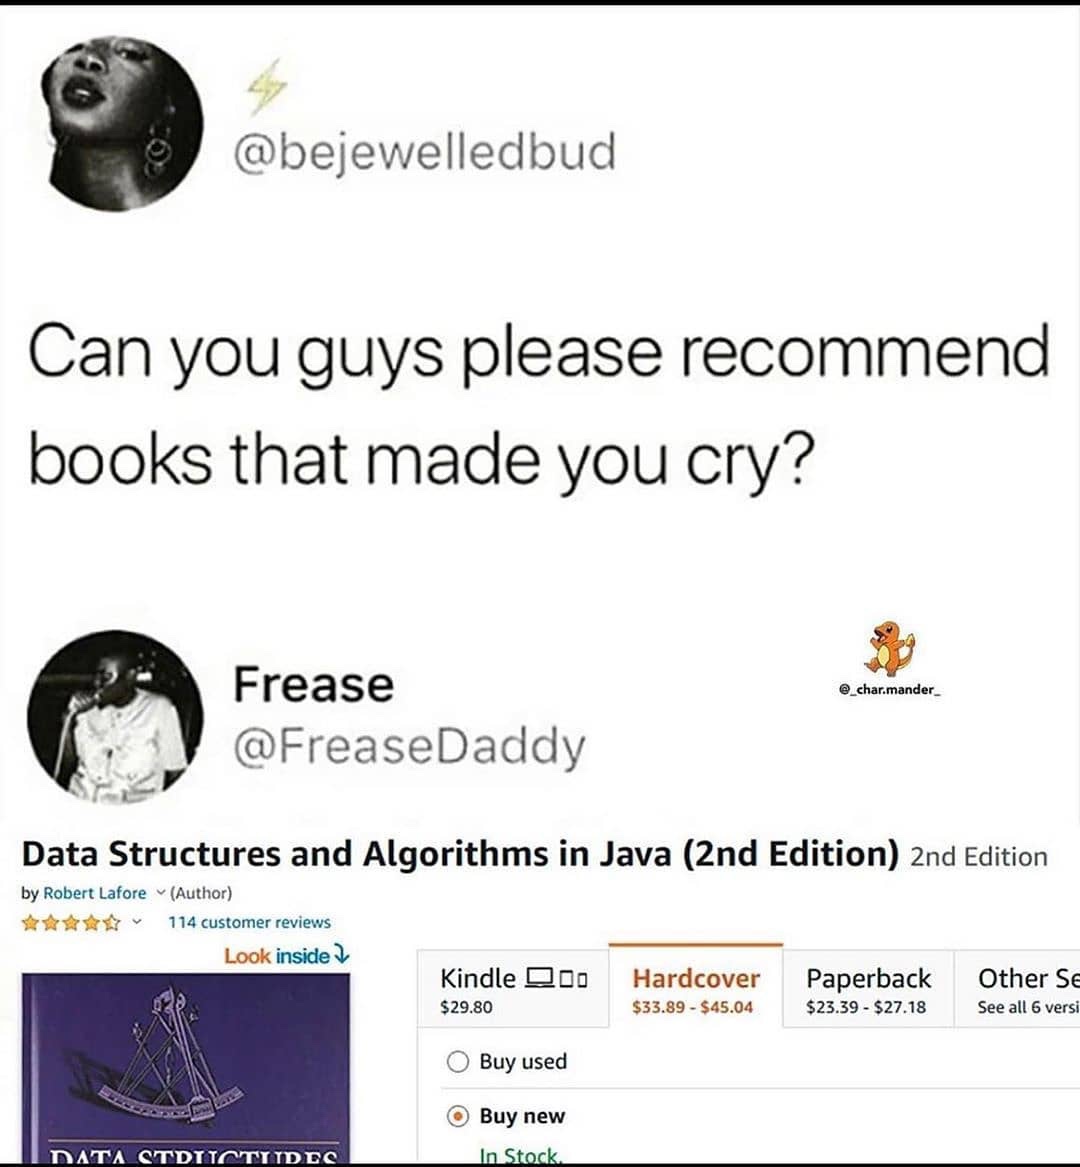 @bejewelledbud
Can you guys please recommend
books that made you cry?
Frease
@FreaseDaddy
@_char.mander_
Data Structures and Algorithms in Java (2nd Edition) 2nd Edition
by Robert Lafore (Author)
114 customer reviews
Look inside
Kindle
$29.80
Hardcover
$33.89 - $45.04
Paperback
$23.39 - $27.18
Other Se
See all 6 versi
Buy used
Buy new
In Stock.
DATA STRUCTURES